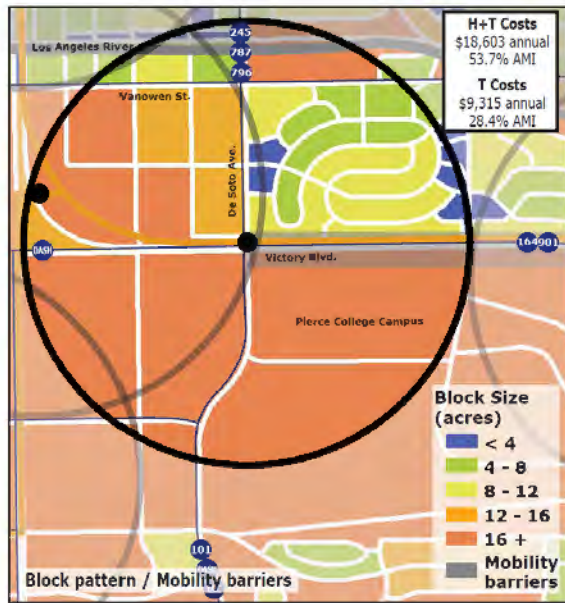 245
H+T Costs
$18,603 annual
53.7% AMI
T Costs
$9,315 annual
28.4% AMI
Los Angeles River
787
796
Vanowen St.
De Soto Ave.
DASH
164 901
Victory Blvd.
Pierce College Campus
Block Size
(acres)
< 4
4 - 8
8 - 12
12 - 16
16 +
Mobility
barriers
101
Block pattern / Mobility barriers